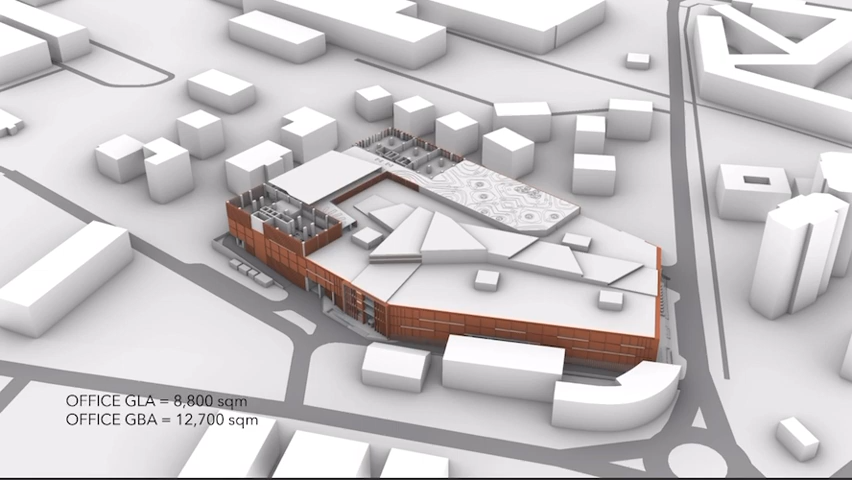 OFFICE GLA = 8,800 sqm
OFFICE GBA = 12,700 sqm